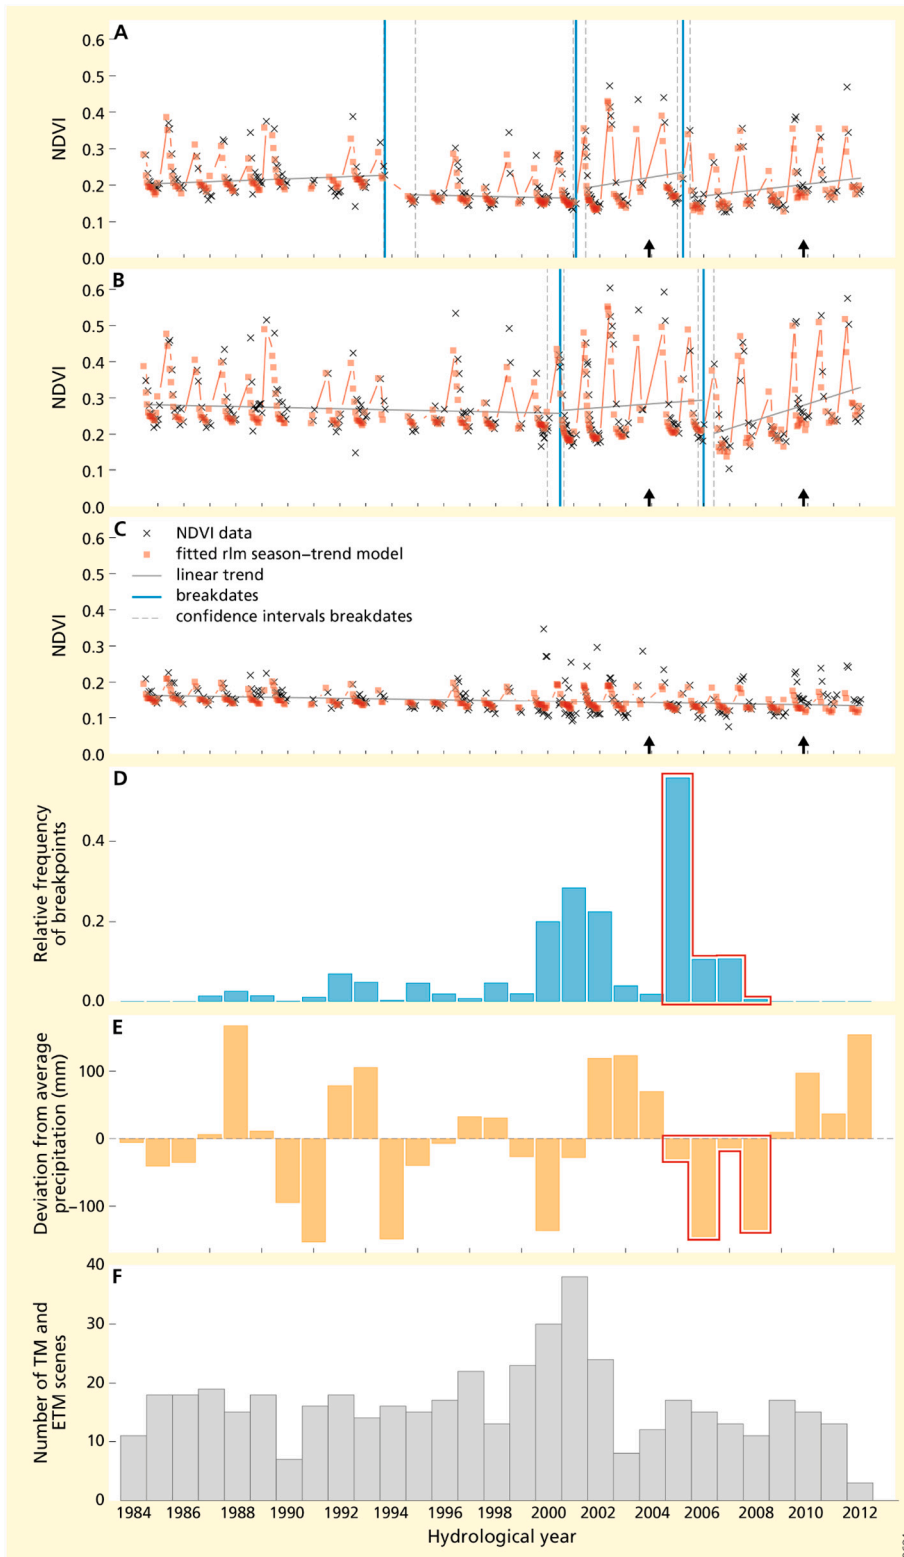 A
0.6
0.5
0.4
0.3
0.2
0.1
0.0
NDVI
B
0.6
0.5
0.4
0.3
0.2
0.1
0.0
NDVI
C
0.6
0.5
0.4
0.3
0.2
0.1
0.0
NDVI
NDVI data
fitted rlm season−trend model
linear trend
breakdates
confidence intervals breakdates
D
0.4
0.2
0.0
Relative frequency
of breakpoints
E
100
0
−100
Deviation from average
precipitation (mm)
F
40
30
20
10
0
Number of TM and
ETM scenes
1984 1986 1988 1990 1992 1994 1996 1998 2000 2002 2004 2006 2008 2010 2012
Hydrological year